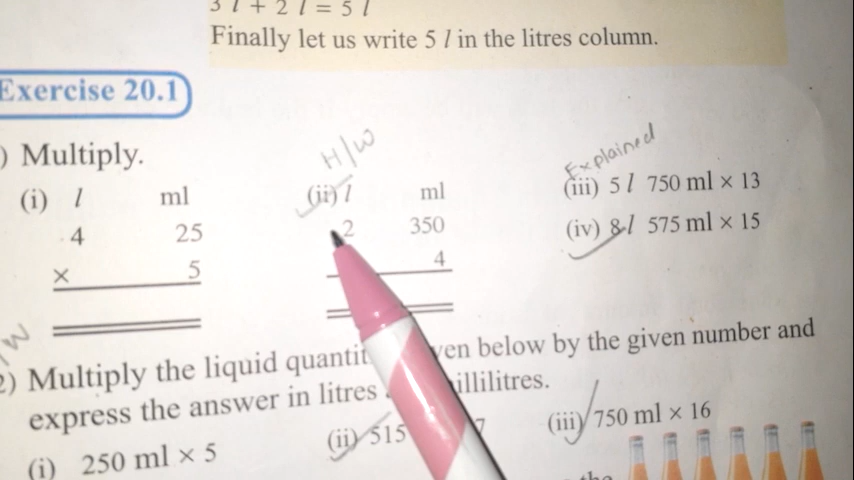 3 l + 2 l = 5 l
Finally let us write 5 l in the litres column.
Exercise 20.1
) Multiply.
H/W
Explained
(i) l ml
4 25
× 5
(ii) l ml
2 350
4
(iii) 5 l 750 ml × 13
(iv) 8 l 575 ml × 15
2) Multiply the liquid below by the given number and
express the answer in litres
(i) 250 ml × 5
(ii) 515
(iii) 750 ml × 16
the